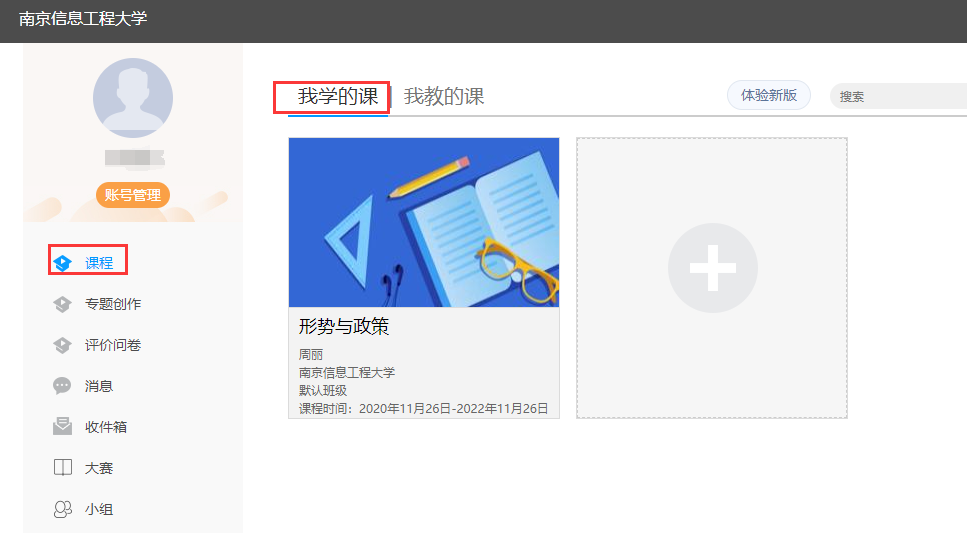 南京信息工程大学
账号管理
课程
专题创作
评价问卷
消息
收件箱
大赛
小组
我学的课 我教的课
体验新版
搜索
形势与政策
周丽
南京信息工程大学
默认班级
课程时间：2020年11月26日-2022年11月26日